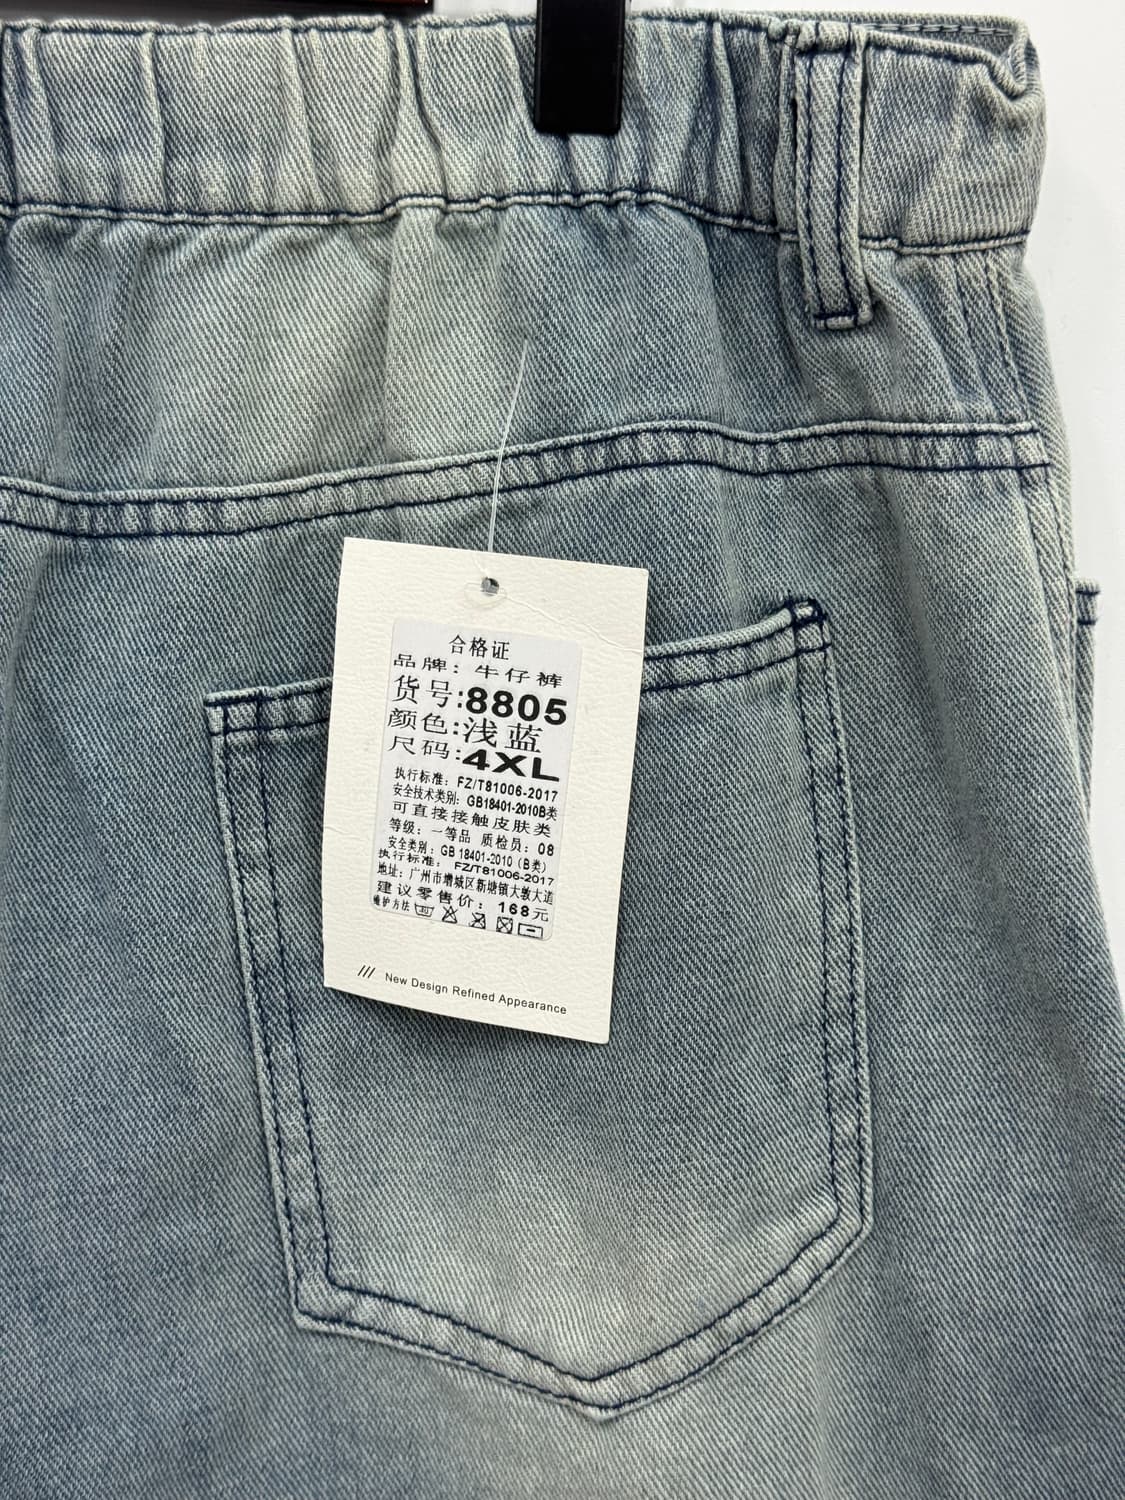 合格证
品牌：牛仔裤
货号:8805
颜色:浅蓝
尺码:4XL
执行标准：FZ/T81006-2017
安全技术类别：GB18401-2010B类
可直接接触皮肤类
等级：一等品 质检员：08
安全类别：GB 18401-2010（B类）
执行标准：FZ/T81006-2017
地址：广州市增城区新塘镇大敦大道
建议零售价：168元
维护方法
/// New Design Refined Appearance